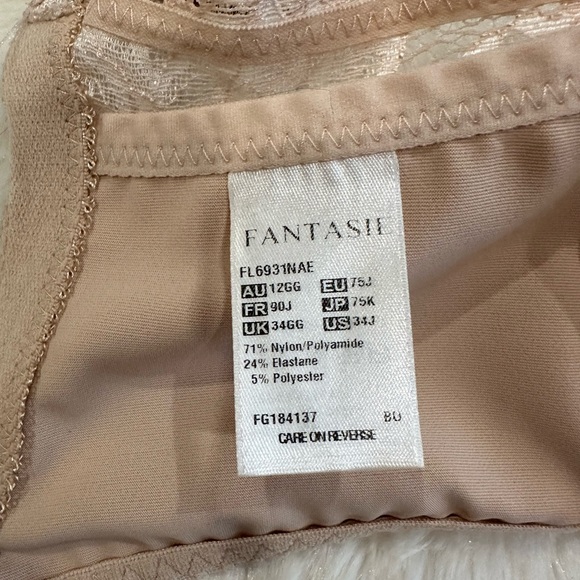 FANTASIE
FL6931NAE
AU 12GG EU 75J
FR 90J JP 75K
UK 34GG US 34J
71% Nylon/Polyamide
24% Elastane
5% Polyester
FG184137 BU
CARE ON REVERSE